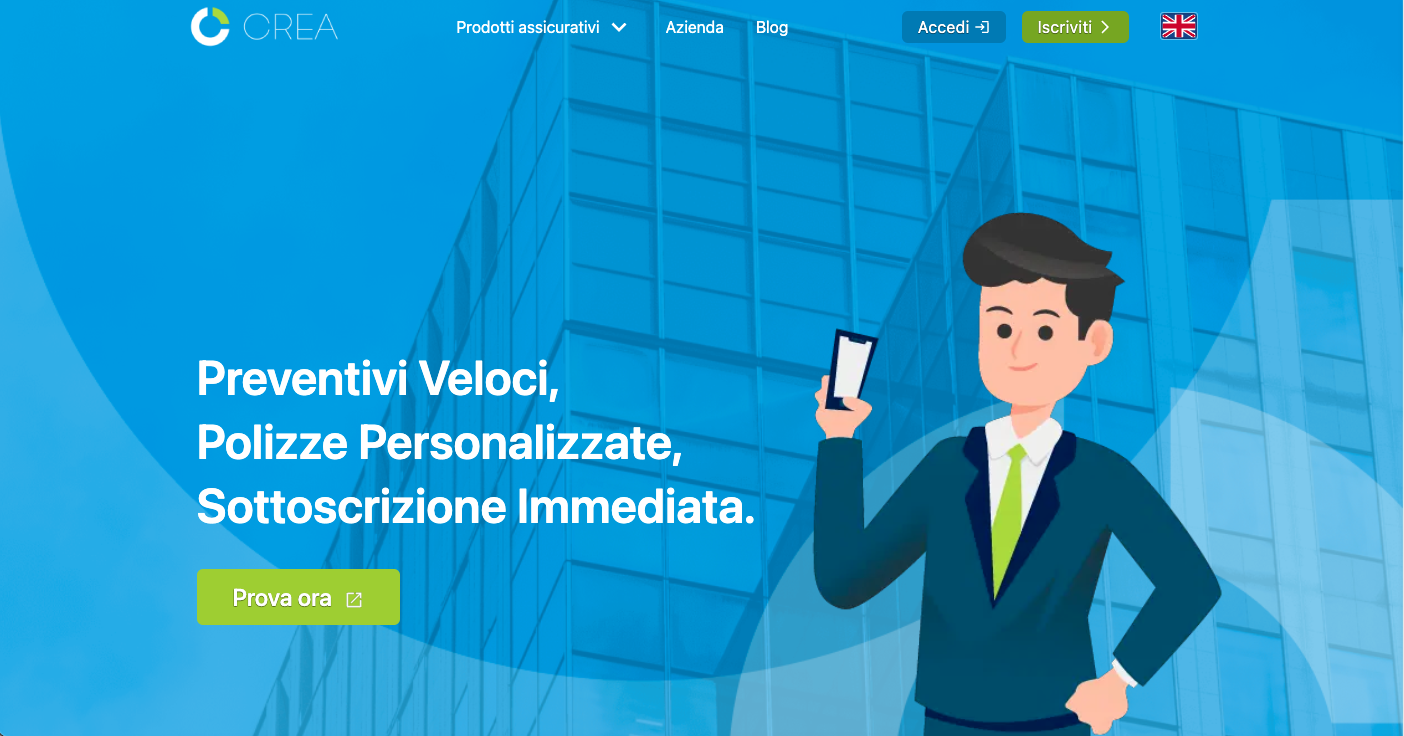 CREA
Prodotti assicurativi
Azienda
Blog
Accedi
Iscriviti
Preventivi Veloci,
Polizze Personalizzate,
Sottoscrizione Immediata.
Prova ora